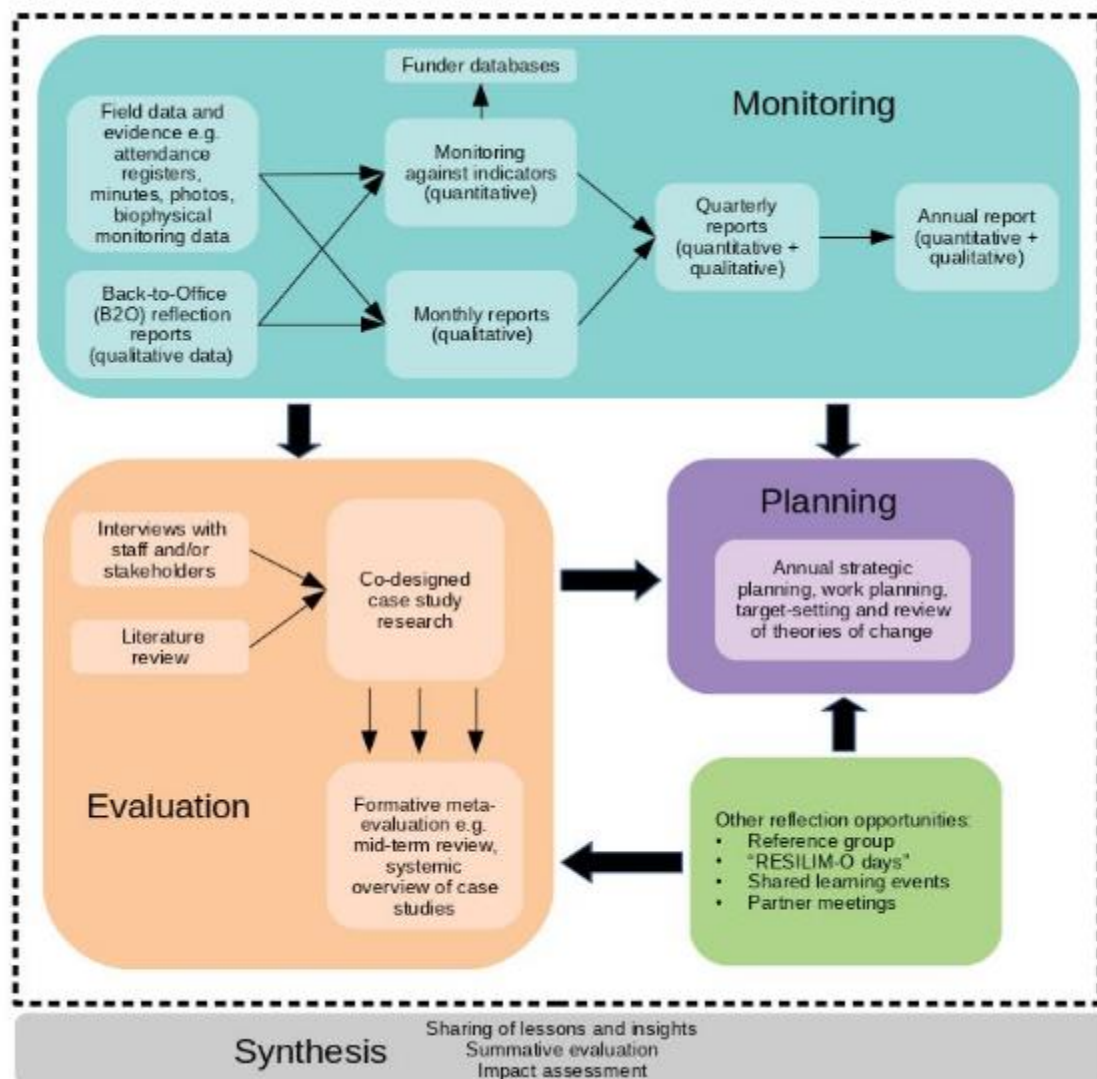 Funder databases
Monitoring
Field data and
evidence e.g.
attendance
registers,
minutes, photos,
biophysical
monitoring data
Monitoring
against indicators
(quantitative)
Quarterly
reports
(quantitative +
qualitative)
Annual report
(quantitative +
qualitative)
Back-to-Office
(B2O) reflection
reports
(qualitative data)
Monthly reports
(qualitative)
Interviews with
staff and/or
stakeholders
Literature
review
Co-designed
case study
research
Planning
Annual strategic
planning, work planning,
target-setting and review
of theories of change
Evaluation
Formative meta-
evaluation e.g.
mid-term review,
systemic
overview of case
studies
Other reflection opportunities:
• Reference group
• “RESILIM-O days”
• Shared learning events
• Partner meetings
Synthesis
Sharing of lessons and insights
Summative evaluation
Impact assessment